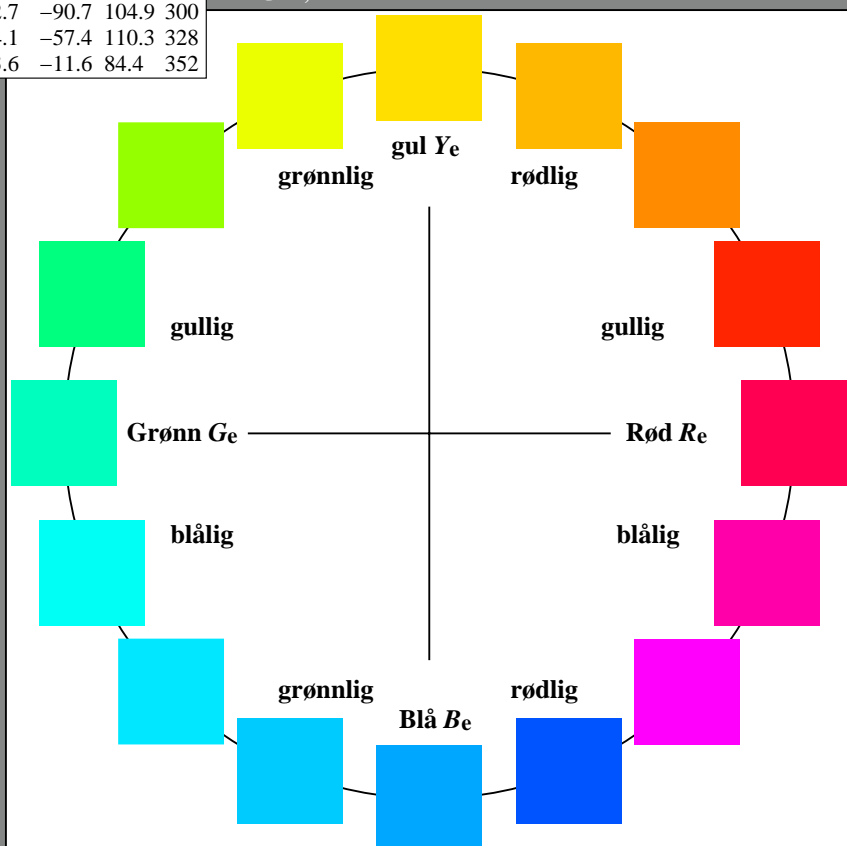 −90.7 104.9 300
−57.4 110.3 328
−11.6 84.4 352
gul Ye
grønnlig rødlig
gullig gullig
Grønn Ge Rød Re
blålig blålig
grønnlig rødlig
Blå Be